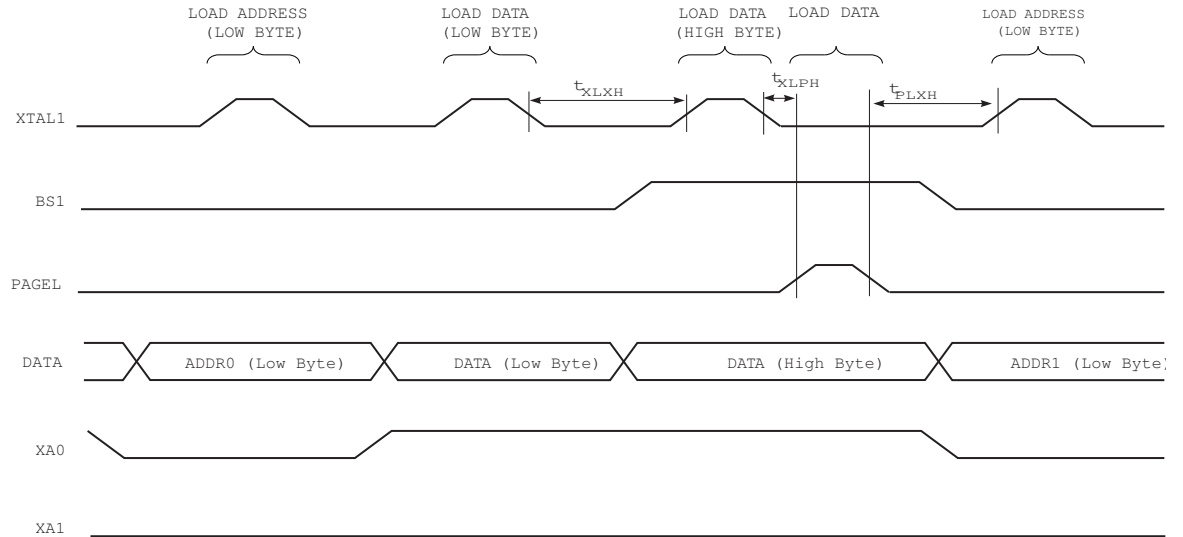 LOAD ADDRESS
(LOW BYTE)
LOAD DATA
(LOW BYTE)
LOAD DATA
(HIGH BYTE)
LOAD DATA
LOAD ADDRESS
(LOW BYTE)
tXLXH
tXLPH
tPLXH
XTAL1
BS1
PAGEL
DATA
ADDR0 (Low Byte)
DATA (Low Byte)
DATA (High Byte)
ADDR1 (Low Byte)
XA0
XA1